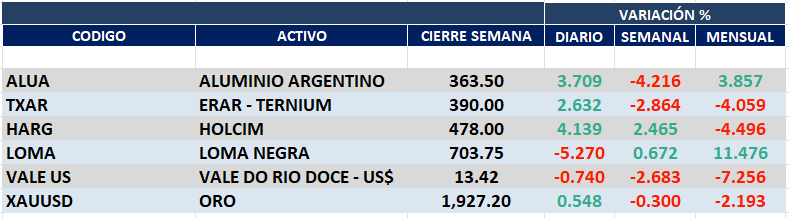 VARIACIÓN %
CODIGO ACTIVO CIERRE SEMANA DIARIO SEMANAL MENSUAL
ALUA ALUMINIO ARGENTINO 363.50 3.709 -4.216 3.857
TXAR ERAR - TERNIUM 390.00 2.632 -2.864 -4.059
HARG HOLCIM 478.00 4.139 2.465 -4.496
LOMA LOMA NEGRA 703.75 -5.270 0.672 11.476
VALE US VALE DO RIO DOCE - US$ 13.42 -0.740 -2.683 -7.256
XAUUSD ORO 1,927.20 0.548 -0.300 -2.193